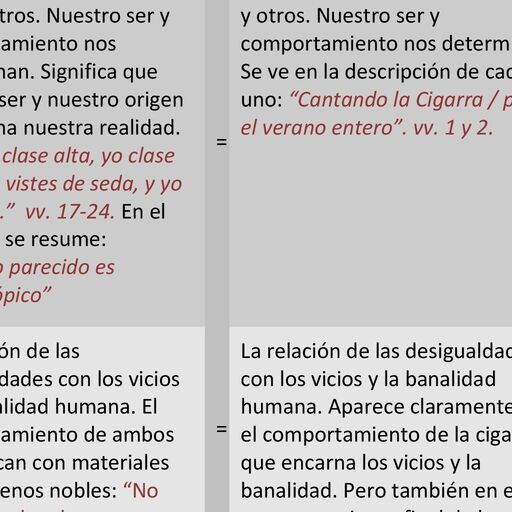 tros. Nuestro ser y
amiento nos
nan. Significa que
ser y nuestro origen
na nuestra realidad.
clase alta, yo clase
vistes de seda, y yo
.” vv. 17-24. En el
se resume:
o parecido es
ópico”
=
y otros. Nuestro ser y
comportamiento nos determ
Se ve en la descripción de cad
uno: “Cantando la Cigarra / p
el verano entero”. vv. 1 y 2.
ón de las
dades con los vicios
alidad humana. El
amiento de ambos
can con materiales
enos nobles: “No
=
La relación de las desigualdad
con los vicios y la banalidad
humana. Aparece claramente
el comportamiento de la ciga
que encarna los vicios y la
banalidad. Pero también en e